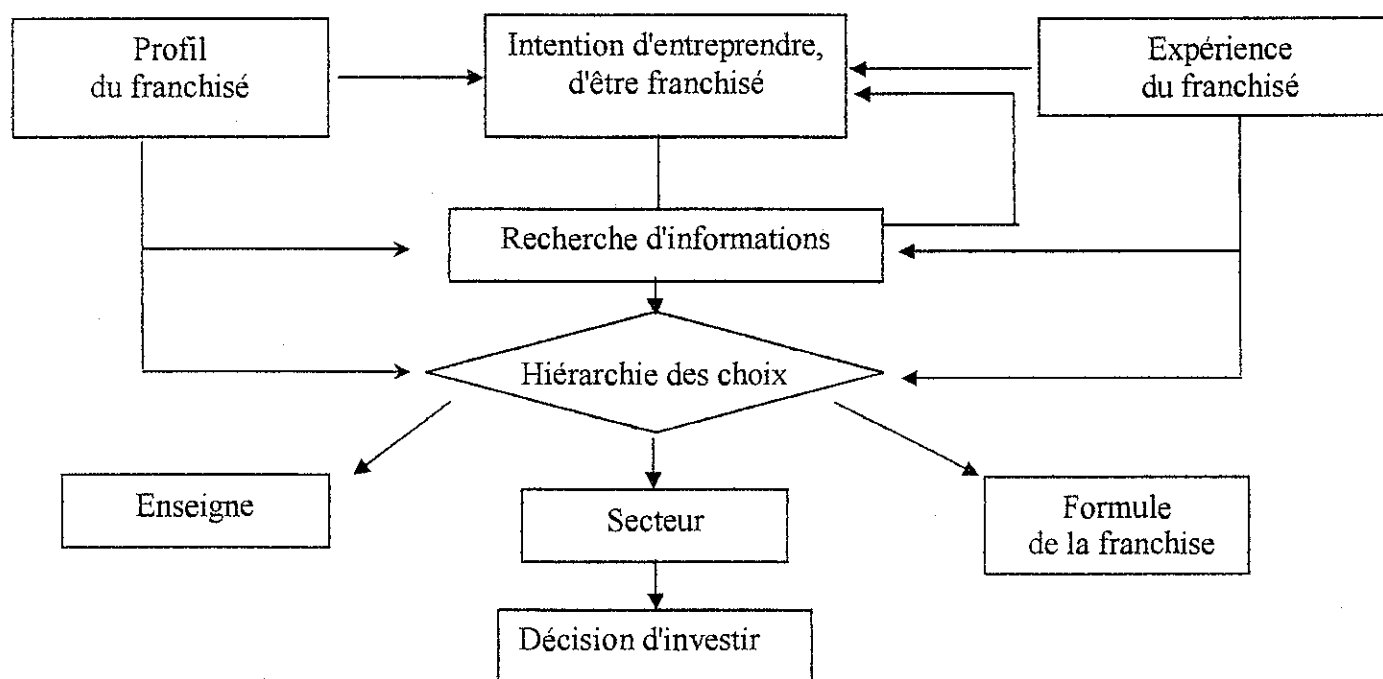 Profil
du franchisé
Intention d'entreprendre,
d'être franchisé
Expérience
du franchisé
Recherche d'informations
Hiérarchie des choix
Enseigne
Secteur
Formule
de la franchise
Décision d'investir